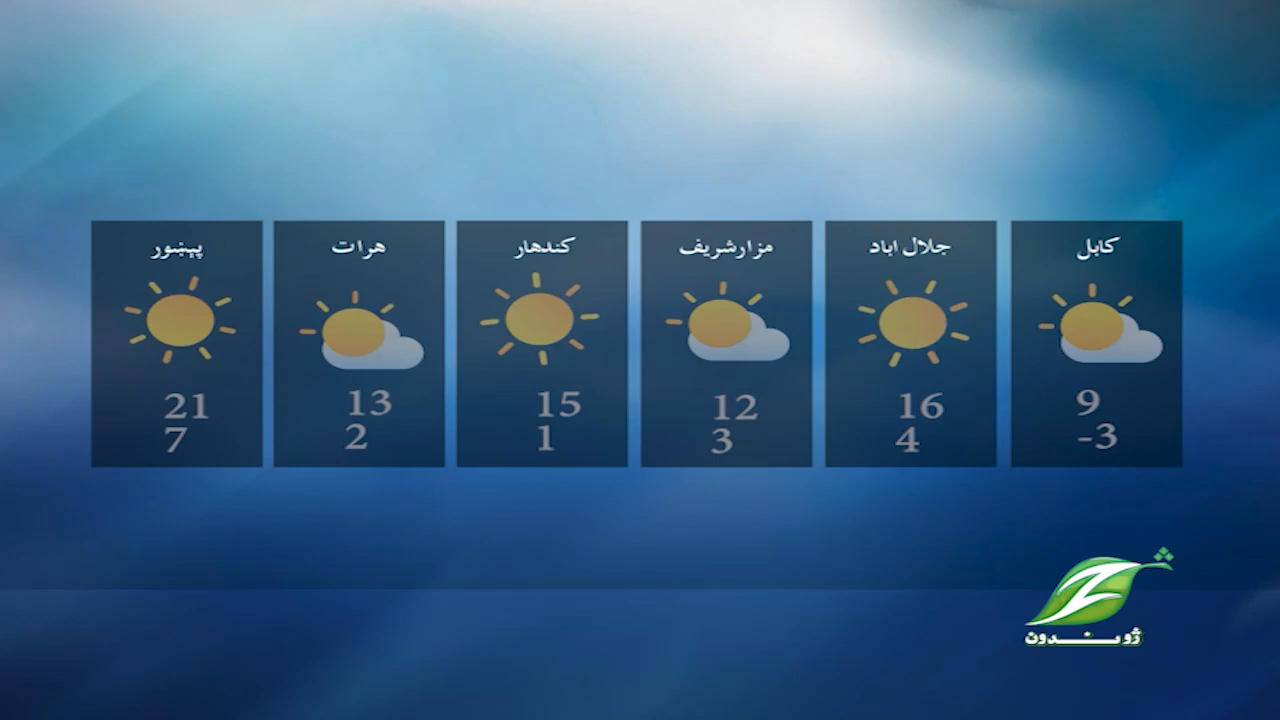 کابل
9
-3
جلال اباد
16
4
مزارشریف
12
3
کندهار
15
1
هرات
13
2
پېښور
21
7
ژوندون